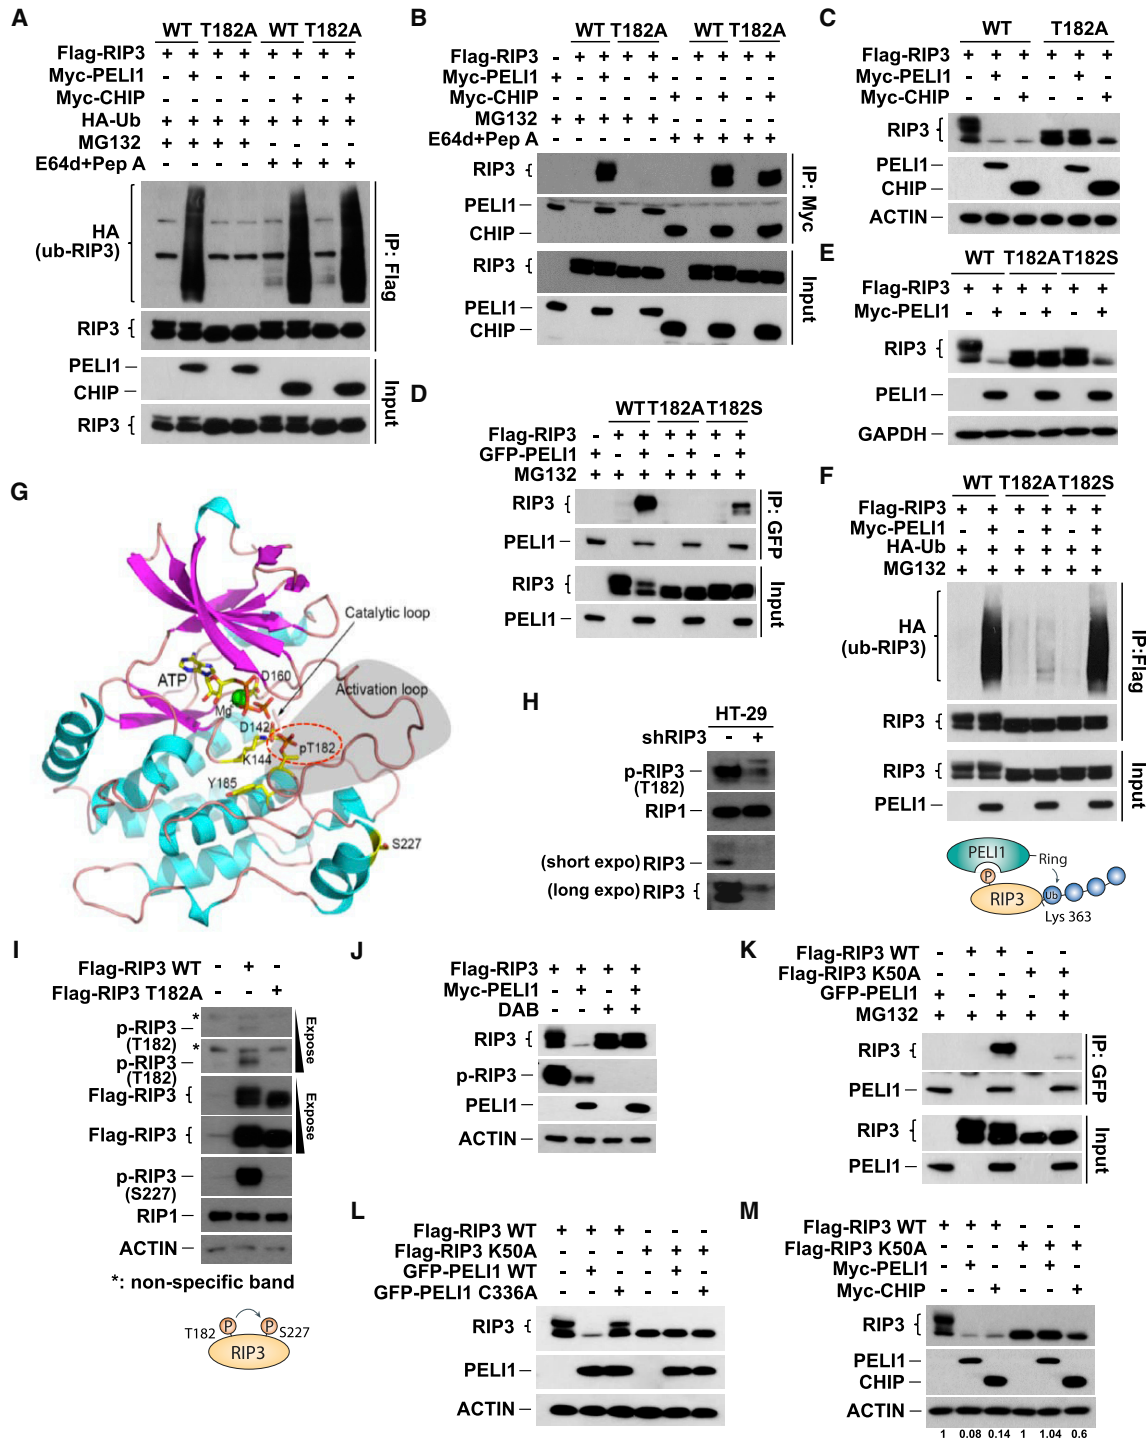 A
WT T182A WT T182A
Flag-RIP3 + + + + + + + +
Myc-PELI1 - + - + - - - -
Myc-CHIP - - - - - + - +
HA-Ub + + + + + + + +
MG132 + + + + - - - -
E64d+Pep A - - - - + + + +
HA
(ub-RIP3)
IP: Flag
RIP3
PELI1
CHIP
Input
RIP3
B
WT T182A WT T182A
Flag-RIP3 - + + + + - + + + +
Myc-PELI1 + - + - + - - - - -
Myc-CHIP - - - - - + - + - +
MG132 + + + + + - - - - -
E64d+Pep A - - - - - + + + + +
RIP3
IP: Myc
PELI1
CHIP
RIP3
Input
PELI1
CHIP
C
WT T182A
Flag-RIP3 + + + + + +
Myc-PELI1 - + - - + -
Myc-CHIP - - + - - +
RIP3
PELI1
CHIP
ACTIN
D
WT T182A T182S
Flag-RIP3 - + + + + + +
GFP-PELI1 + - + - + - +
MG132 + + + + + + +
RIP3
IP: GFP
PELI1
RIP3
Input
PELI1
E
WT T182A T182S
Flag-RIP3 + + + + + +
Myc-PELI1 - + - + - +
RIP3
PELI1
GAPDH
F
WT T182A T182S
Flag-RIP3 + + + + + +
Myc-PELI1 - + - + - +
HA-Ub + + + + + +
MG132 + + + + + +
HA
(ub-RIP3)
IP:Flag
RIP3
RIP3
Input
PELI1
PELI1
Ring
P
RIP3
Ub
Lys 363
G
Catalytic loop
ATP
D160
Activation loop
Mg
D142
pT182
K144
Y185
S227
H
HT-29
shRIP3 - +
p-RIP3
(T182)
RIP1
(short expo) RIP3
(long expo) RIP3
I
Flag-RIP3 WT - + -
Flag-RIP3 T182A - - +
*
p-RIP3
(T182)
*
p-RIP3
(T182)
Expose
Flag-RIP3
Flag-RIP3
Expose
p-RIP3
(S227)
RIP1
ACTIN
*: non-specific band
P P
T182 S227
RIP3
J
Flag-RIP3 + + + +
Myc-PELI1 - + - +
DAB - - + +
RIP3
p-RIP3
PELI1
ACTIN
K
Flag-RIP3 WT - + + - -
Flag-RIP3 K50A - - - + +
GFP-PELI1 + - + - +
MG132 + + + + +
RIP3
IP: GFP
PELI1
RIP3
Input
PELI1
L
Flag-RIP3 WT + + + - - -
Flag-RIP3 K50A - - - + + +
GFP-PELI1 WT - + - - + -
GFP-PELI1 C336A - - + - - +
RIP3
PELI1
ACTIN
M
Flag-RIP3 WT + + + - - -
Flag-RIP3 K50A - - - + + +
Myc-PELI1 - + - - + -
Myc-CHIP - - + - - +
RIP3
PELI1
CHIP
ACTIN
1 0.08 0.14 1 1.04 0.6